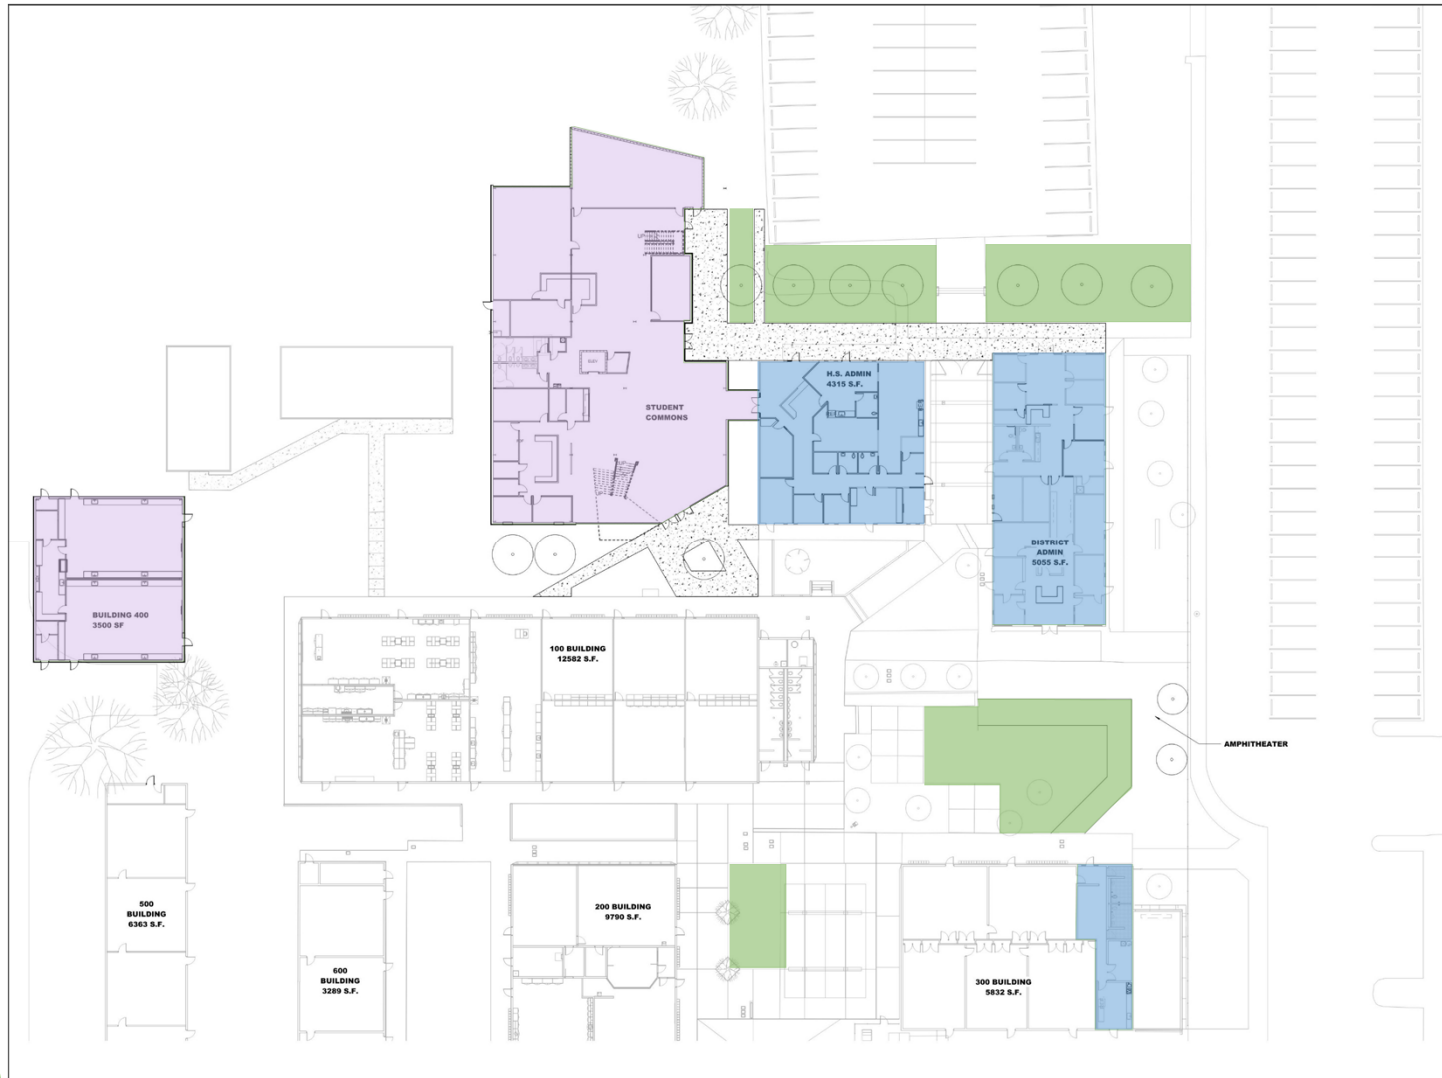 H.S. ADMIN
4315 S.F.
STUDENT
COMMONS
DISTRICT
ADMIN
5055 S.F.
BUILDING 400
3500 SF
100 BUILDING
12582 S.F.
AMPHITHEATER
500
BUILDING
6363 S.F.
200 BUILDING
9790 S.F.
600
BUILDING
3289 S.F.
300 BUILDING
5832 S.F.